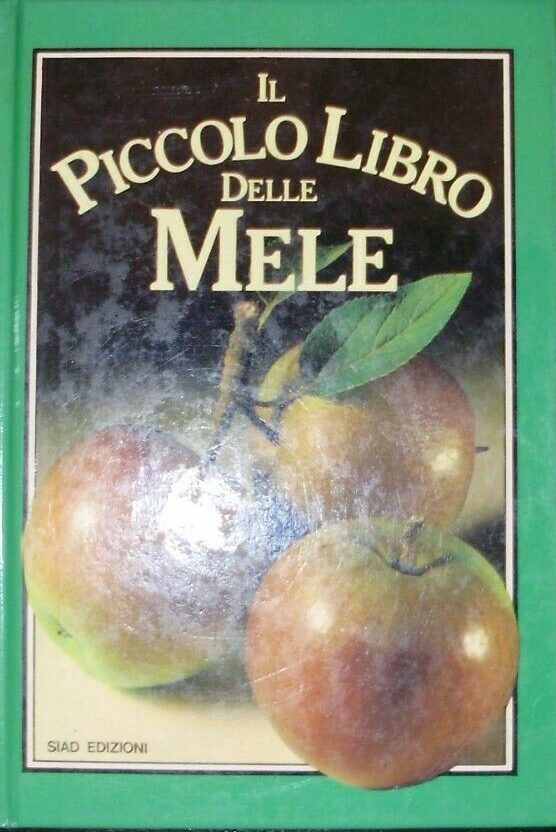 Il
Piccolo Libro
delle
Mele
SIAD EDIZIONI